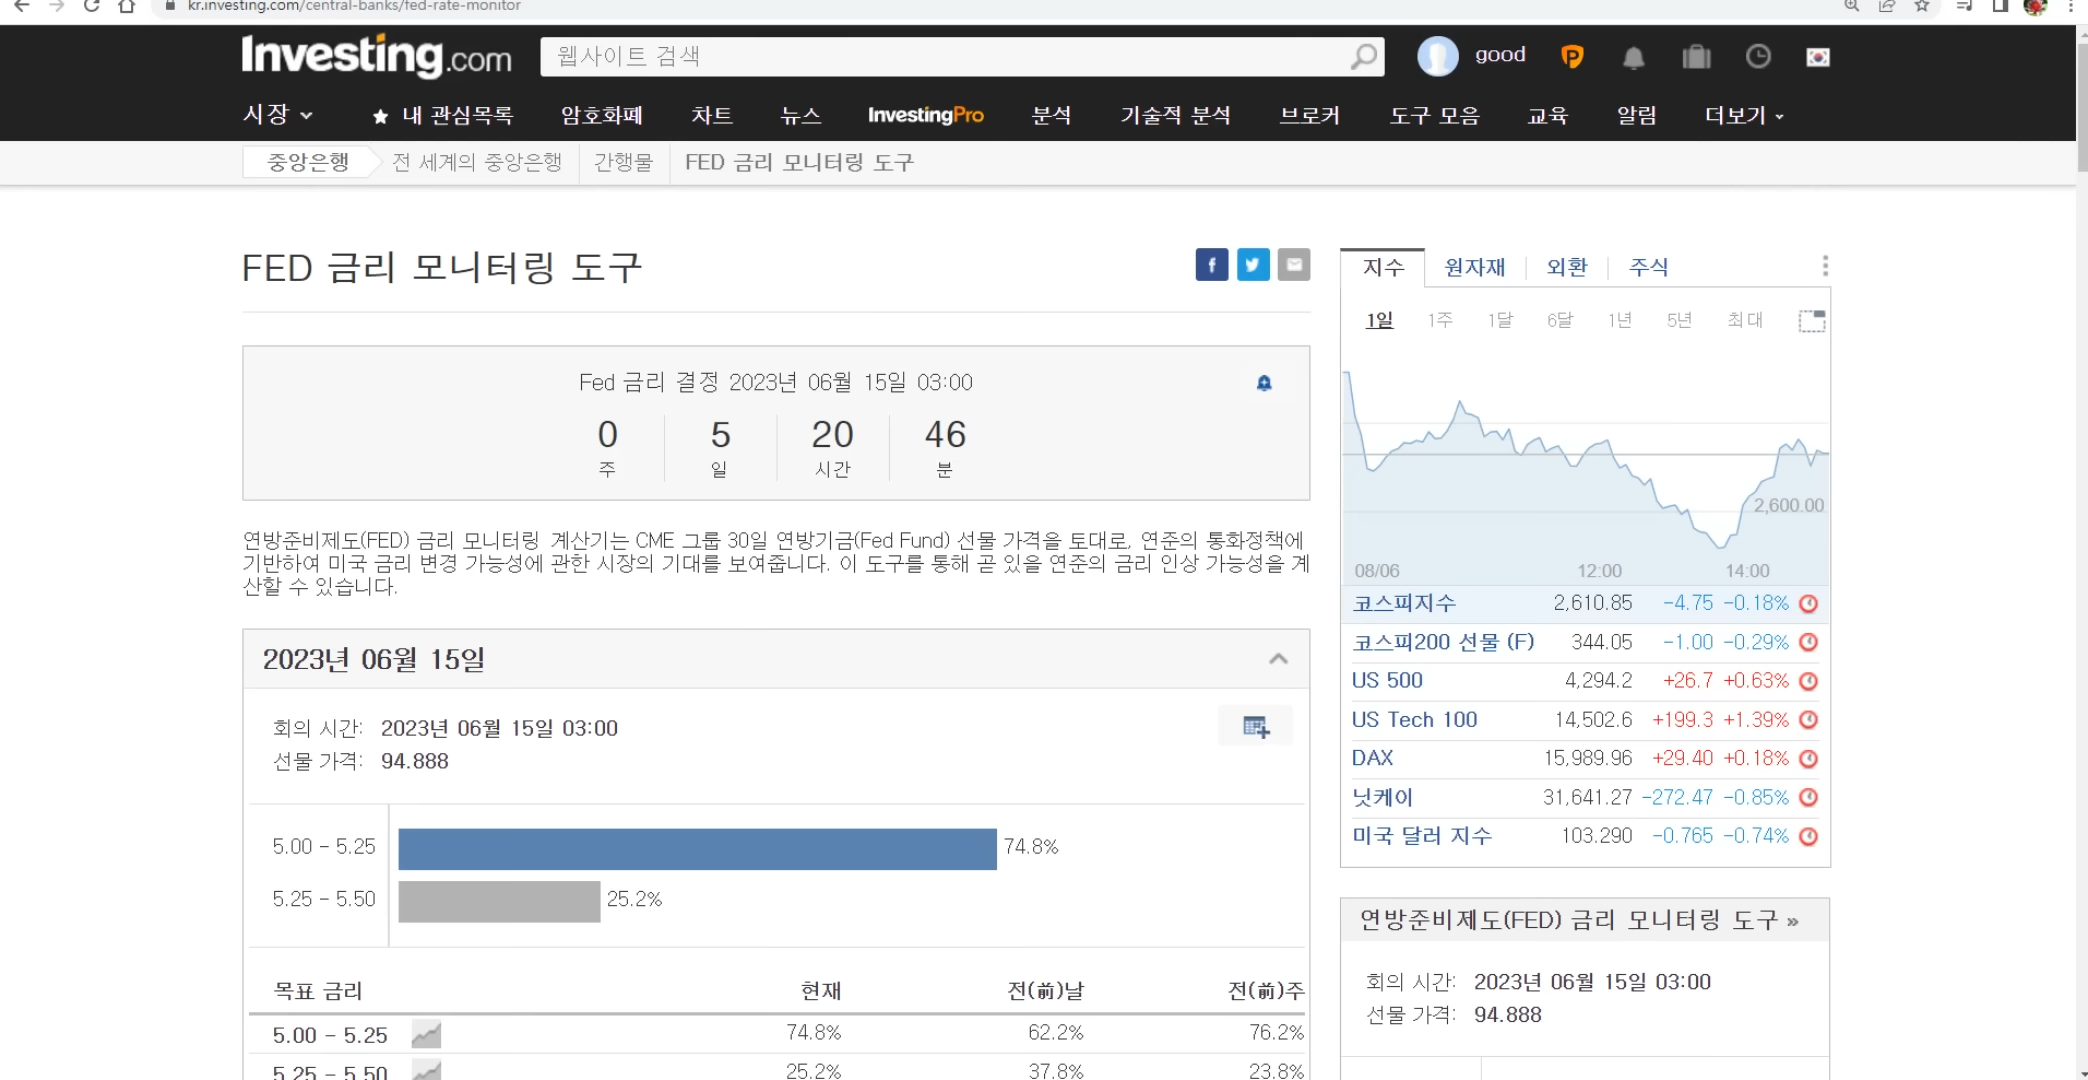 kr.investing.com/central-banks/fed-rate-monitor
Investing.com
웹사이트 검색
good
시장
내 관심목록
암호화폐
차트
뉴스
InvestingPro
분석
기술적 분석
브로커
도구 모음
교육
알림
더보기
중앙은행
전 세계의 중앙은행
간행물
FED 금리 모니터링 도구
FED 금리 모니터링 도구
Fed 금리 결정 2023년 06월 15일 03:00
0 5 20 46
주 일 시간 분
연방준비제도(FED) 금리 모니터링 계산기는 CME 그룹 30일 연방기금(Fed Fund) 선물 가격을 토대로, 연준의 통화정책에
기반하여 미국 금리 변경 가능성에 관한 시장의 기대를 보여줍니다. 이 도구를 통해 곧 있을 연준의 금리 인상 가능성을 계
산할 수 있습니다.
2023년 06월 15일
회의 시간: 2023년 06월 15일 03:00
선물 가격: 94.888
5.00 - 5.25 74.8%
5.25 - 5.50 25.2%
목표 금리 현재 전(前)날 전(前)주
5.00 - 5.25 74.8% 62.2% 76.2%
5.25 - 5.50 25.2% 37.8% 23.8%
지수 원자재 외환 주식
1일 1주 1달 6달 1년 5년 최대
2,600.00
08/06 12:00 14:00
코스피지수 2,610.85 -4.75 -0.18%
코스피200 선물 (F) 344.05 -1.00 -0.29%
US 500 4,294.2 +26.7 +0.63%
US Tech 100 14,502.6 +199.3 +1.39%
DAX 15,989.96 +29.40 +0.18%
닛케이 31,641.27 -272.47 -0.85%
미국 달러 지수 103.290 -0.765 -0.74%
연방준비제도(FED) 금리 모니터링 도구 »
회의 시간: 2023년 06월 15일 03:00
선물 가격: 94.888